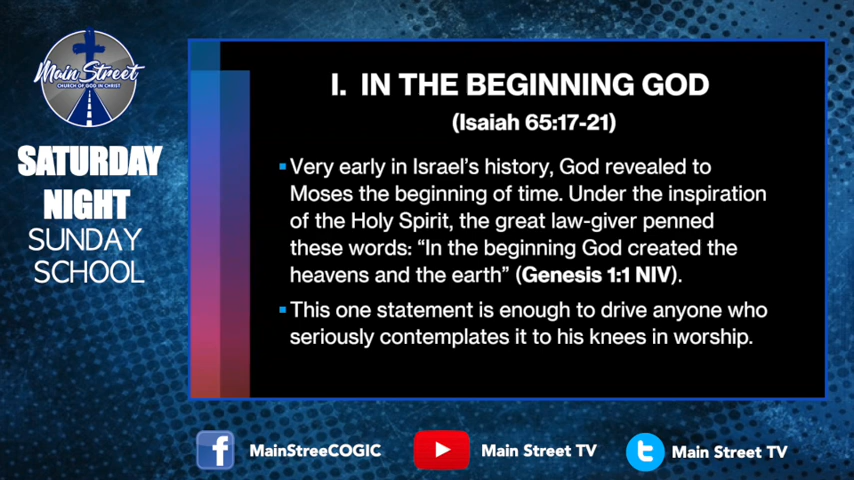 Main Street
CHURCH OF GOD IN CHRIST
SATURDAY
NIGHT
SUNDAY
SCHOOL
I. IN THE BEGINNING GOD
(Isaiah 65:17-21)
▪Very early in Israel’s history, God revealed to
Moses the beginning of time. Under the inspiration
of the Holy Spirit, the great law-giver penned
these words: “In the beginning God created the
heavens and the earth” (Genesis 1:1 NIV).
▪This one statement is enough to drive anyone who
seriously contemplates it to his knees in worship.
MainStreeCOGIC
Main Street TV
Main Street TV